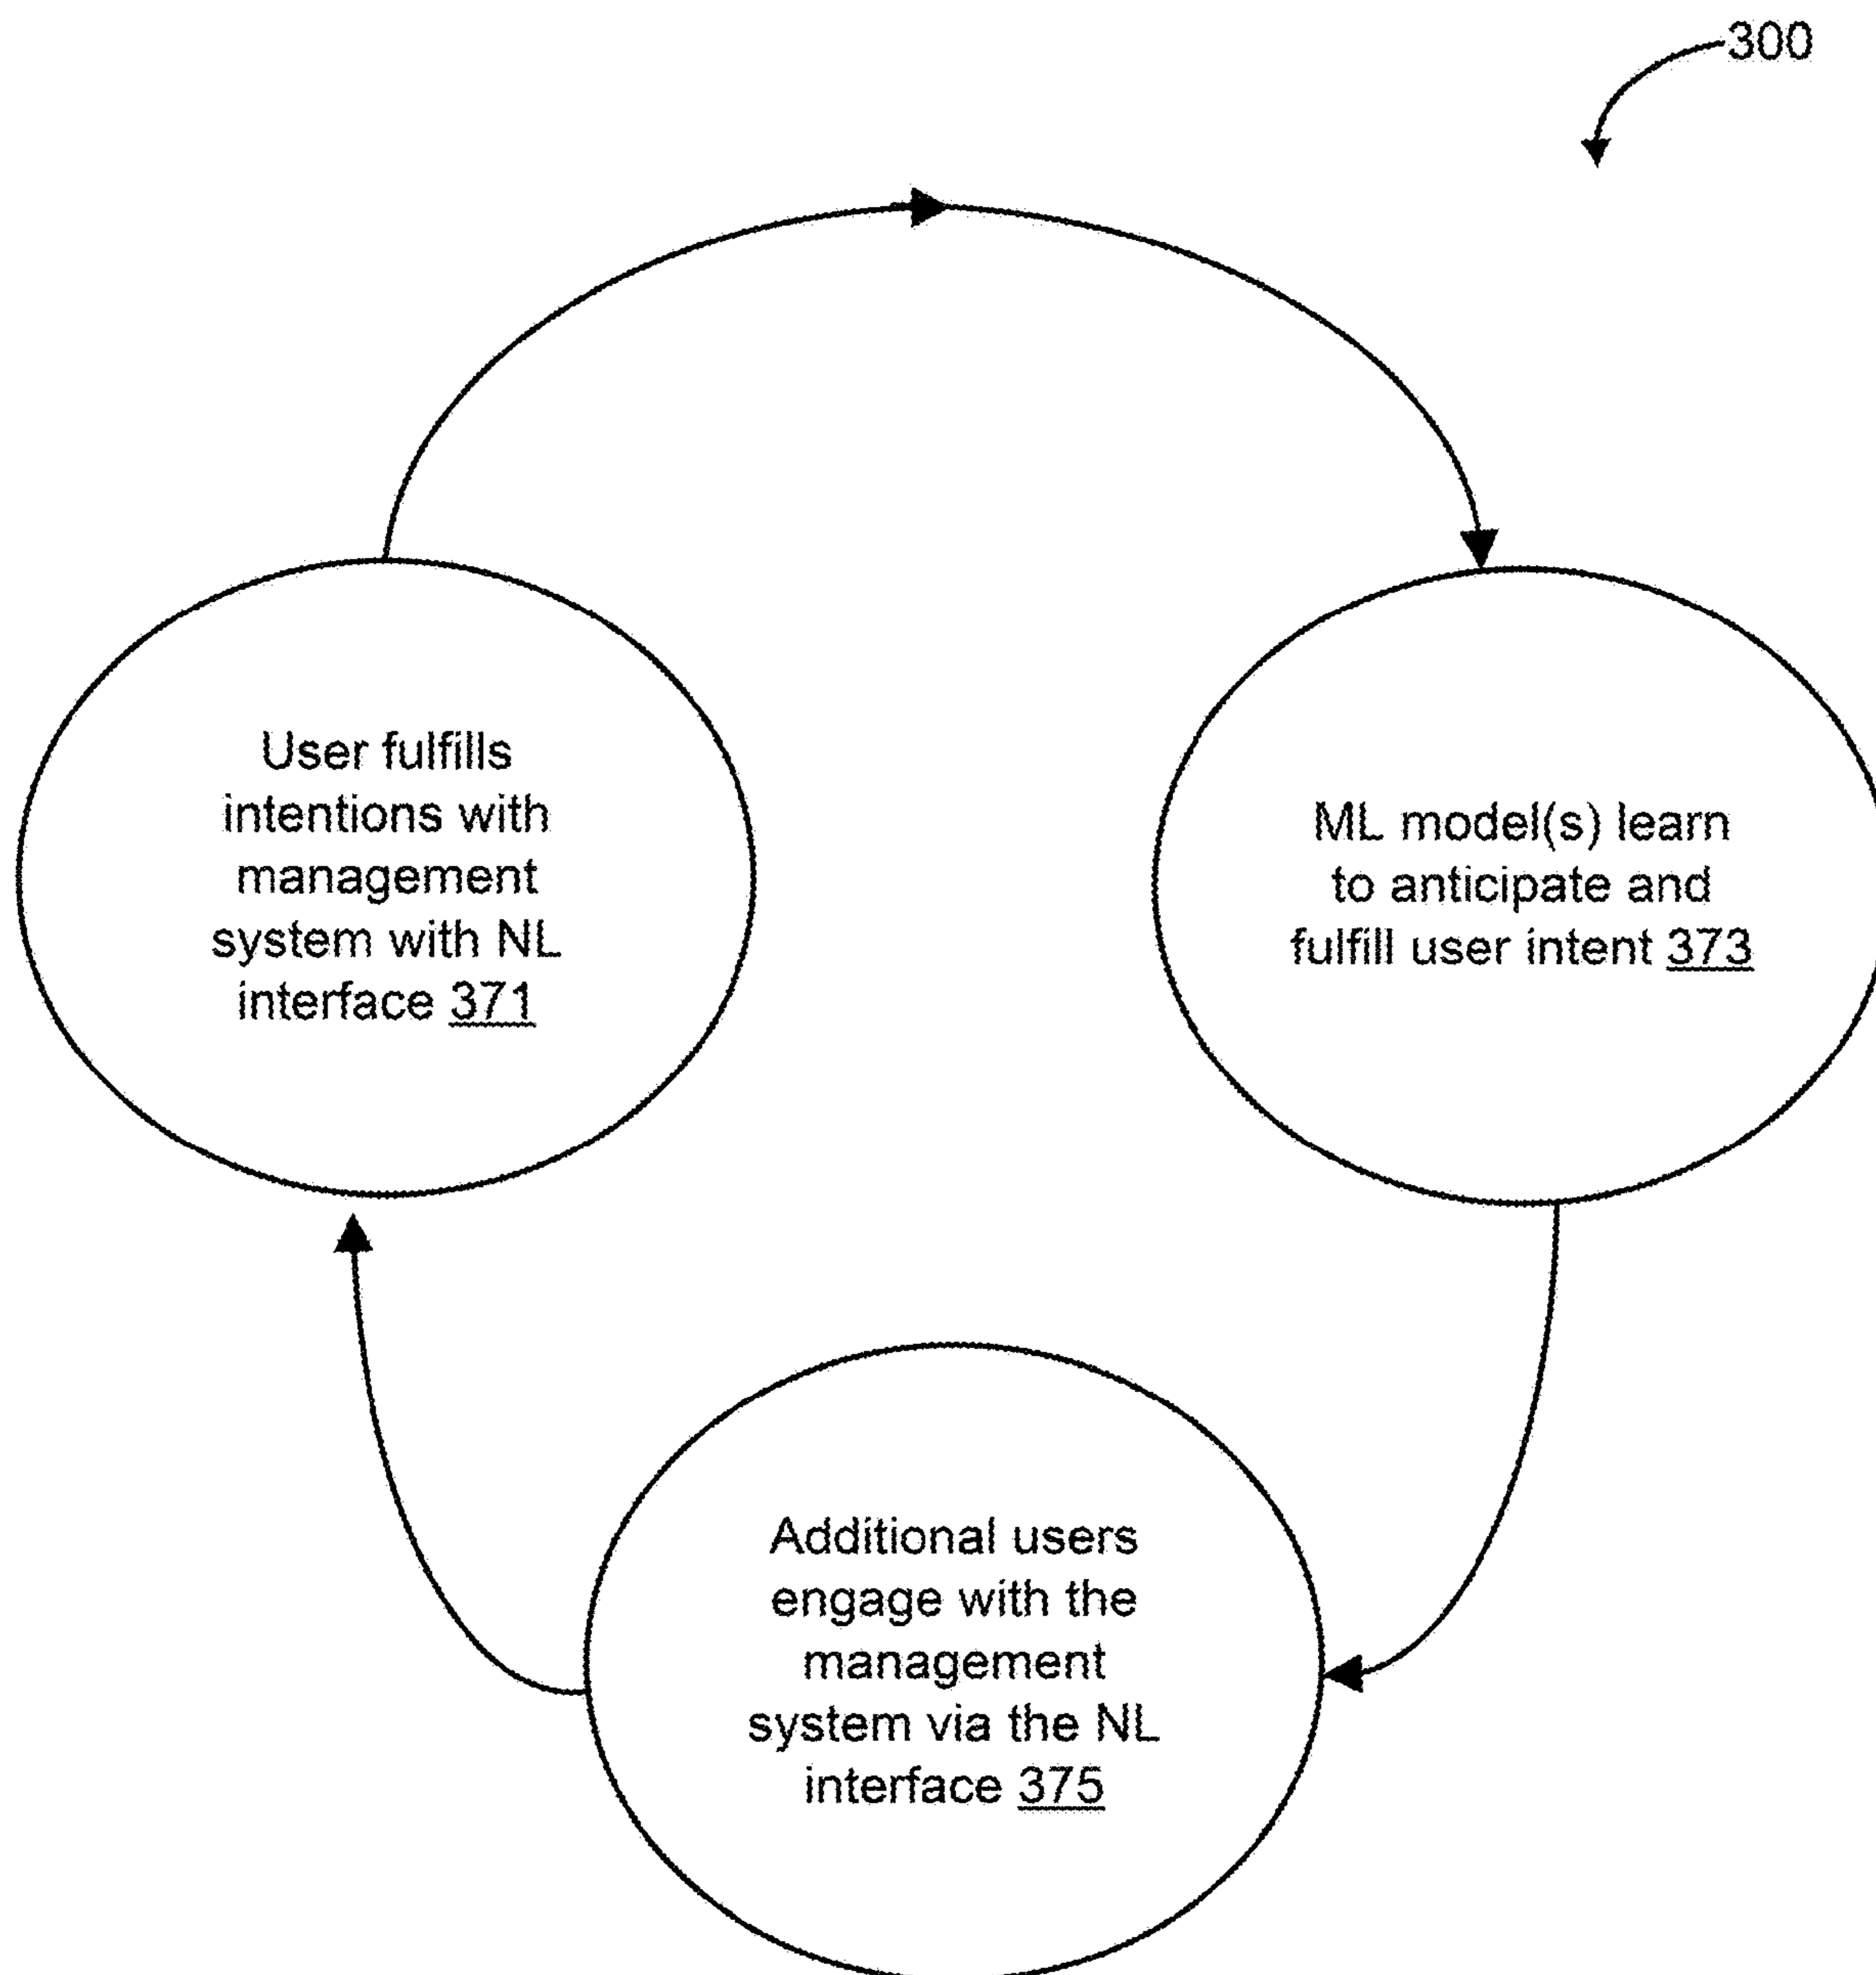 300
User fulfills
intentions with
management
system with NL
interface 371
ML model(s) learn
to anticipate and
fulfill user intent 373
Additional users
engage with the
management
system via the NL
interface 375